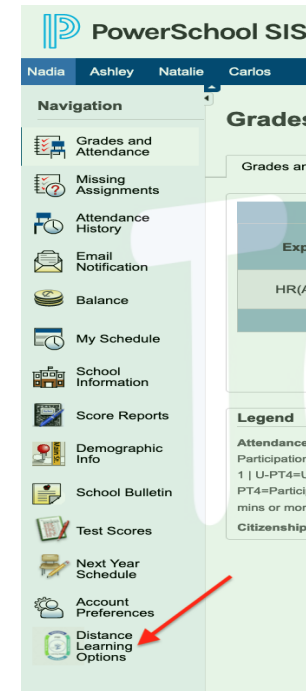 PowerSchool SIS
Nadia Ashley Natalie Carlos
Navigation
Grades and
Attendance
Missing
Assignments
Attendance
History
Email
Notification
Balance
My Schedule
School
Information
Score Reports
Demographic
Info
School Bulletin
Test Scores
Next Year
Schedule
Account
Preferences
Distance
Learning
Options
Grades
Grades an
Exp
HR(A
Legend
Attendance
Participation
1 | U-PT4=U
PT4=Partici
mins or mor
Citizenship